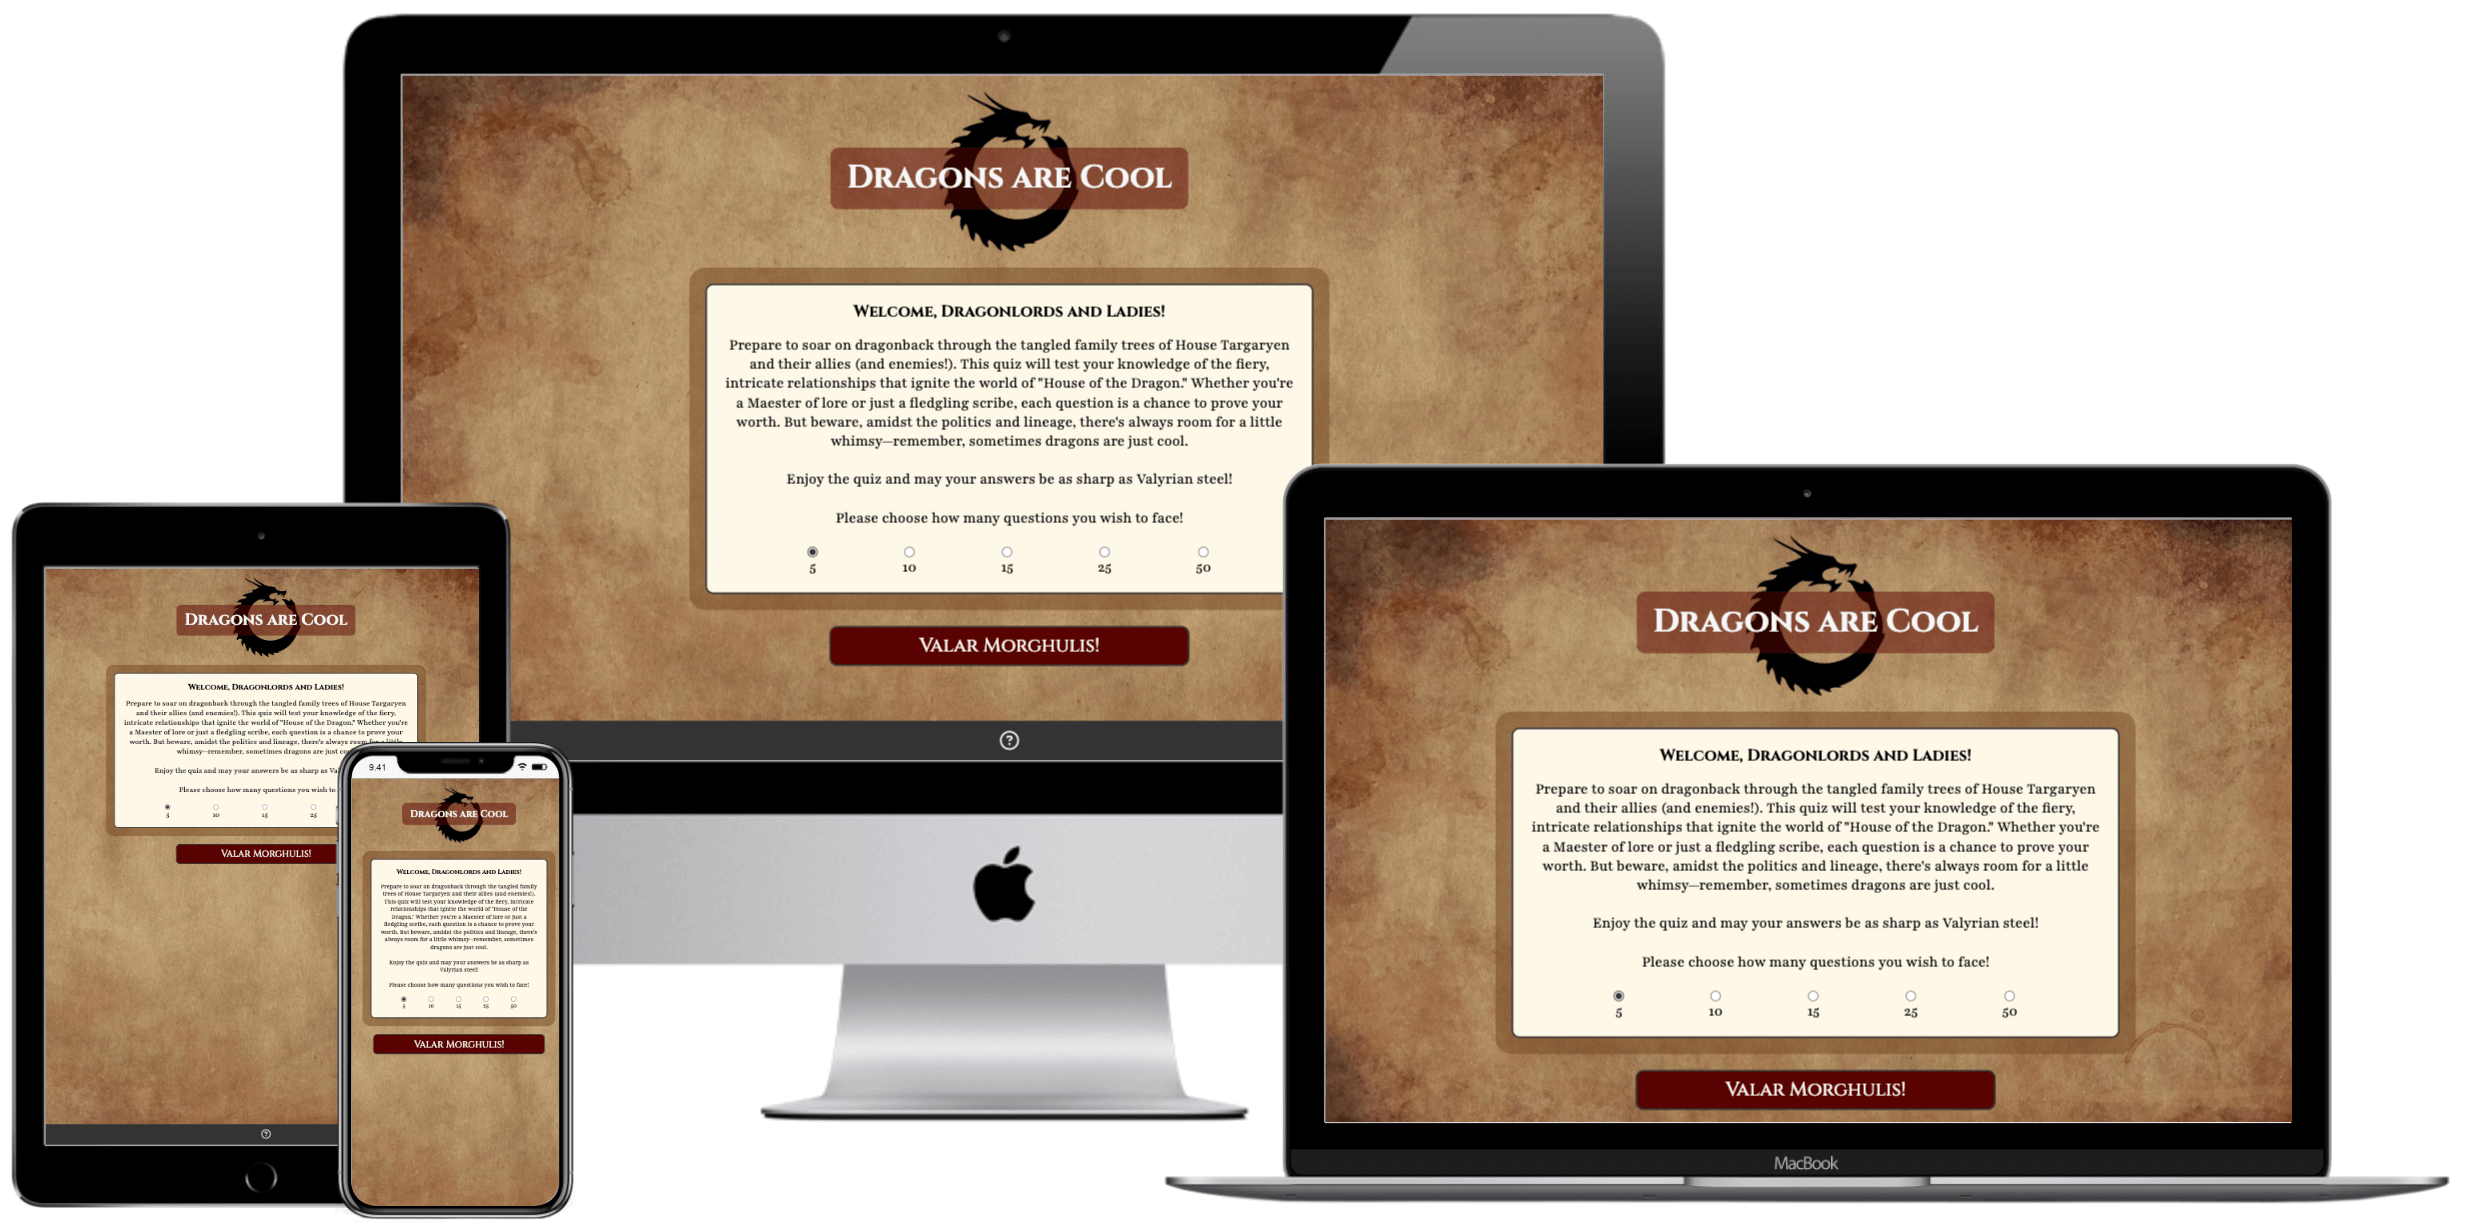 Dragons are Cool
Welcome, Dragonlords and Ladies!
Prepare to soar on dragonback through the tangled family trees of House Targaryen
and their allies (and enemies!). This quiz will test your knowledge of the fiery,
intricate relationships that ignite the world of "House of the Dragon." Whether you're
a Maester of lore or just a fledgling scribe, each question is a chance to prove your
worth. But beware, amidst the politics and lineage, there's always room for a little
whimsy—remember, sometimes dragons are just cool.
Enjoy the quiz and may your answers be as sharp as Valyrian steel!
Please choose how many questions you wish to face!
5 10 15 25 50
Valar Morghulis!
?
Dragons are Cool
Welcome, Dragonlords and Ladies!
Prepare to soar on dragonback through the tangled family trees of House Targaryen
and their allies (and enemies!). This quiz will test your knowledge of the fiery,
intricate relationships that ignite the world of "House of the Dragon." Whether you're
a Maester of lore or just a fledgling scribe, each question is a chance to prove your
worth. But beware, amidst the politics and lineage, there's always room for a little
whimsy—remember, sometimes dragons are just
Enjoy the quiz and may your answers be as sharp as
Please choose how many questions you wish to
5 10 15 25
Valar Morghulis!
?
9.41
Dragons are Cool
Welcome, Dragonlords and Ladies!
Prepare to soar on dragonback through the tangled family
trees of House Targaryen and their allies (and enemies!).
This quiz will test your knowledge of the fiery, intricate
relationships that ignite the world of "House of the
Dragon." Whether you're a Maester of lore or just a
fledgling scribe, each question is a chance to prove your
worth. But beware, amidst the politics and lineage, there's
always room for a little whimsy—remember, sometimes
dragons are just cool.
Enjoy the quiz and may your answers be as sharp as
Valyrian steel!
Please choose how many questions you wish to face!
5 10 15 25 50
Valar Morghulis!
Dragons are Cool
Welcome, Dragonlords and Ladies!
Prepare to soar on dragonback through the tangled family trees of House Targaryen
and their allies (and enemies!). This quiz will test your knowledge of the fiery,
intricate relationships that ignite the world of "House of the Dragon." Whether you're
a Maester of lore or just a fledgling scribe, each question is a chance to prove your
worth. But beware, amidst the politics and lineage, there's always room for a little
whimsy—remember, sometimes dragons are just cool.
Enjoy the quiz and may your answers be as sharp as Valyrian steel!
Please choose how many questions you wish to face!
5 10 15 25 50
Valar Morghulis!
MacBook